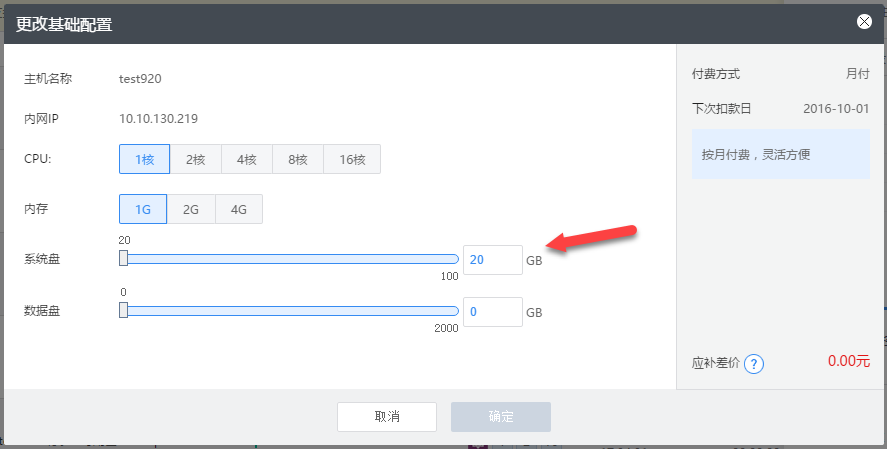 更改基础配置
主机名称 test920
内网IP 10.10.130.219
CPU: 1核 2核 4核 8核 16核
内存 1G 2G 4G
20
系统盘 20 GB
100
0
数据盘 0 GB
2000
付费方式 月付
下次扣款日 2016-10-01
按月付费，灵活方便
应补差价 ? 0.00元
取消 确定